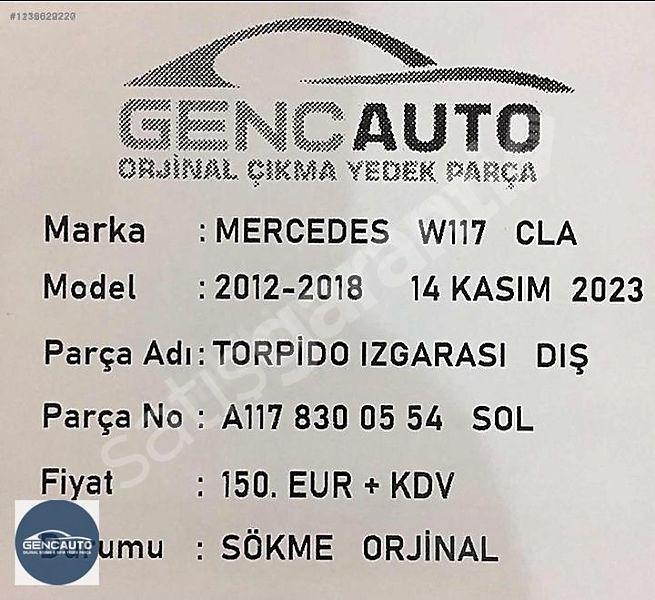 #1238629220
GENCAUTO
ORJİNAL ÇIKMA YEDEK PARÇA
Marka : MERCEDES W117 CLA
Model : 2012-2018 14 KASIM 2023
Parça Adı : TORPİDO IZGARASI DIŞ
Parça No : A117 830 05 54 SOL
Fiyat : 150. EUR + KDV
Durumu : SÖKME ORJİNAL
GENCAUTO